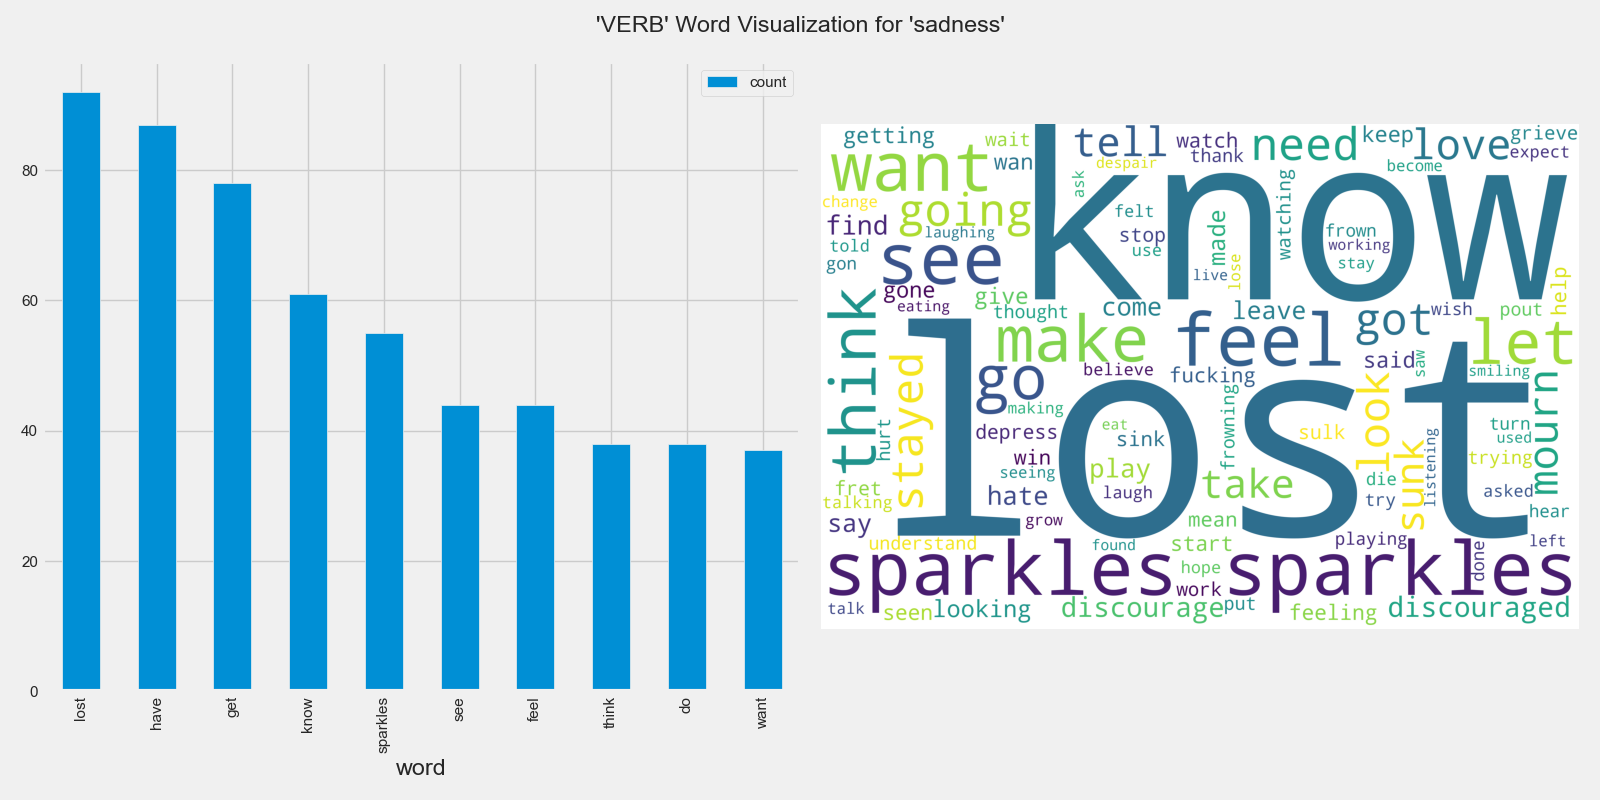 'VERB' Word Visualization for 'sadness'
count
80
60
40
20
0
lost
have
get
know
sparkles
see
feel
think
do
want
word
getting
wait
tell
watch
need
keep
love
grieve
want
wan
despair
thank
become
expect
know
change
going
ask
felt
watching
find
laughing
stop
made
frown
told
see
use
working
gon
live
lose
stay
gone
give
help
eating
thought
come
leave
got
wish
pout
think
make
feel
let
lost
said
saw
stayed
go
believe
fucking
smiling
making
look
mourn
hurt
depress
eat
sink
frowning
sulk
turn
used
win
sunk
listening
trying
seeing
play
fret
hate
laugh
take
die
try
asked
talking
say
grow
mean
hear
understand
found
start
playing
done
left
sparkles
hope
sparkles
work
talk
seen
looking
discourage
put
feeling
discouraged